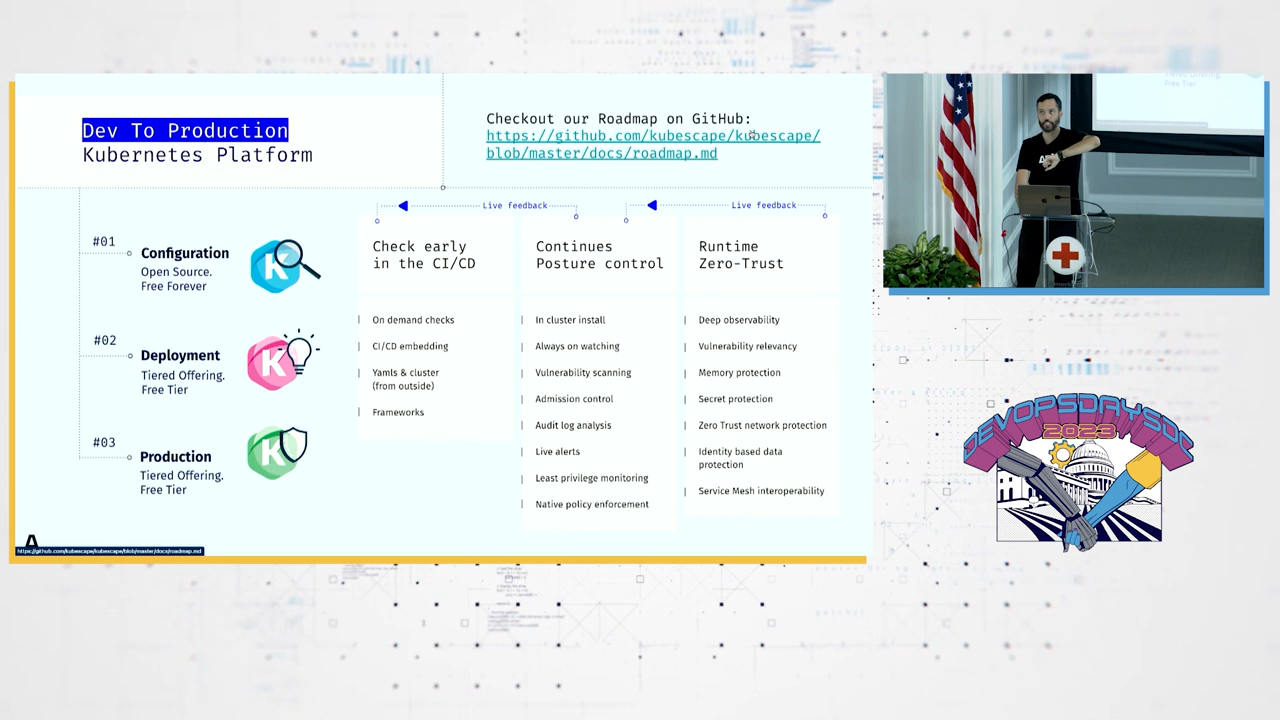 Dev To Production
Kubernetes Platform
Checkout our Roadmap on GitHub:
https://github.com/kubescape/kubescape/
blob/master/docs/roadmap.md
Live feedback
Live feedback
#01
Configuration
Open Source.
Free Forever
K
#02
Deployment
Tiered Offering.
Free Tier
K
#03
Production
Tiered Offering.
Free Tier
K
Check early
in the CI/CD
On demand checks
CI/CD embedding
Yamls & cluster
(from outside)
Frameworks
Continues
Posture control
In cluster install
Always on watching
Vulnerability scanning
Admission control
Audit log analysis
Live alerts
Least privilege monitoring
Native policy enforcement
Runtime
Zero-Trust
Deep observability
Vulnerability relevancy
Memory protection
Secret protection
Zero Trust network protection
Identity based data
protection
Service Mesh interoperability
A
https://github.com/kubescape/kubescape/blob/master/docs/roadmap.md
Tiered Offering.
Free Tier
DEVOPSDAYSDC
2023